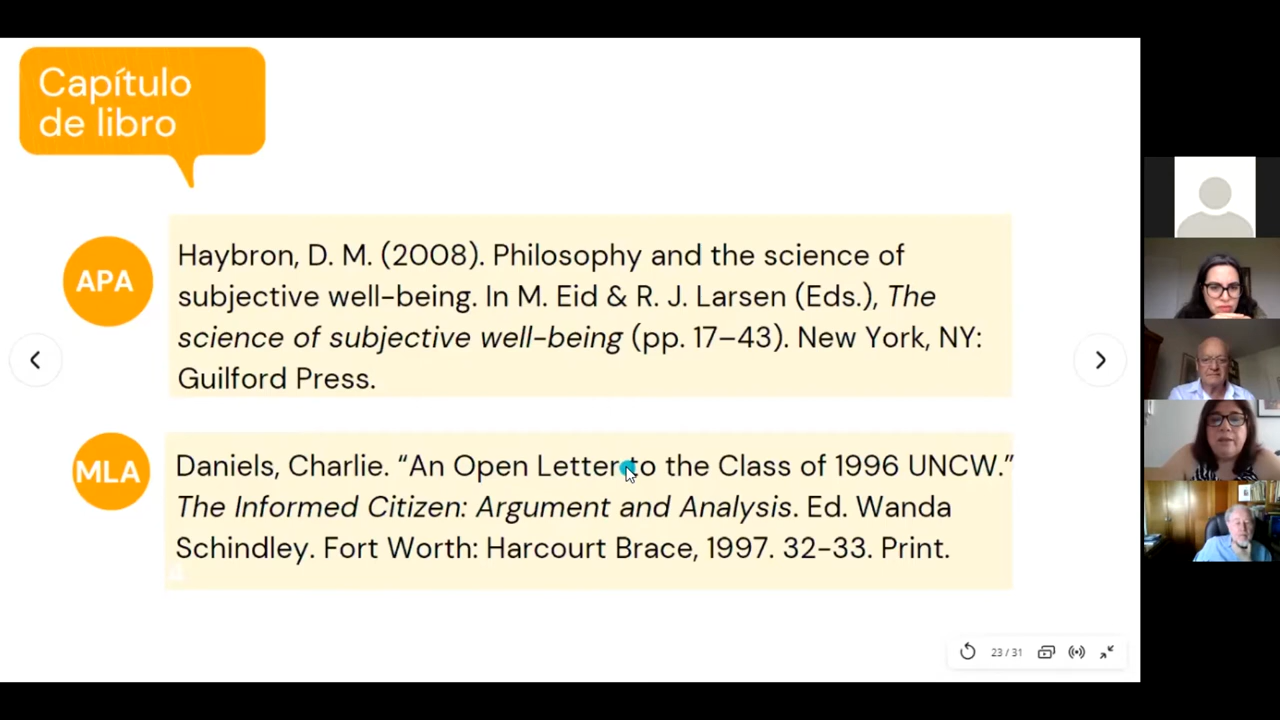 Capítulo
de libro
APA
Haybron, D. M. (2008). Philosophy and the science of
subjective well-being. In M. Eid & R. J. Larsen (Eds.), The
science of subjective well-being (pp. 17–43). New York, NY:
Guilford Press.
MLA
Daniels, Charlie. “An Open Letter to the Class of 1996 UNCW.”
The Informed Citizen: Argument and Analysis. Ed. Wanda
Schindley. Fort Worth: Harcourt Brace, 1997. 32-33. Print.
23 / 31